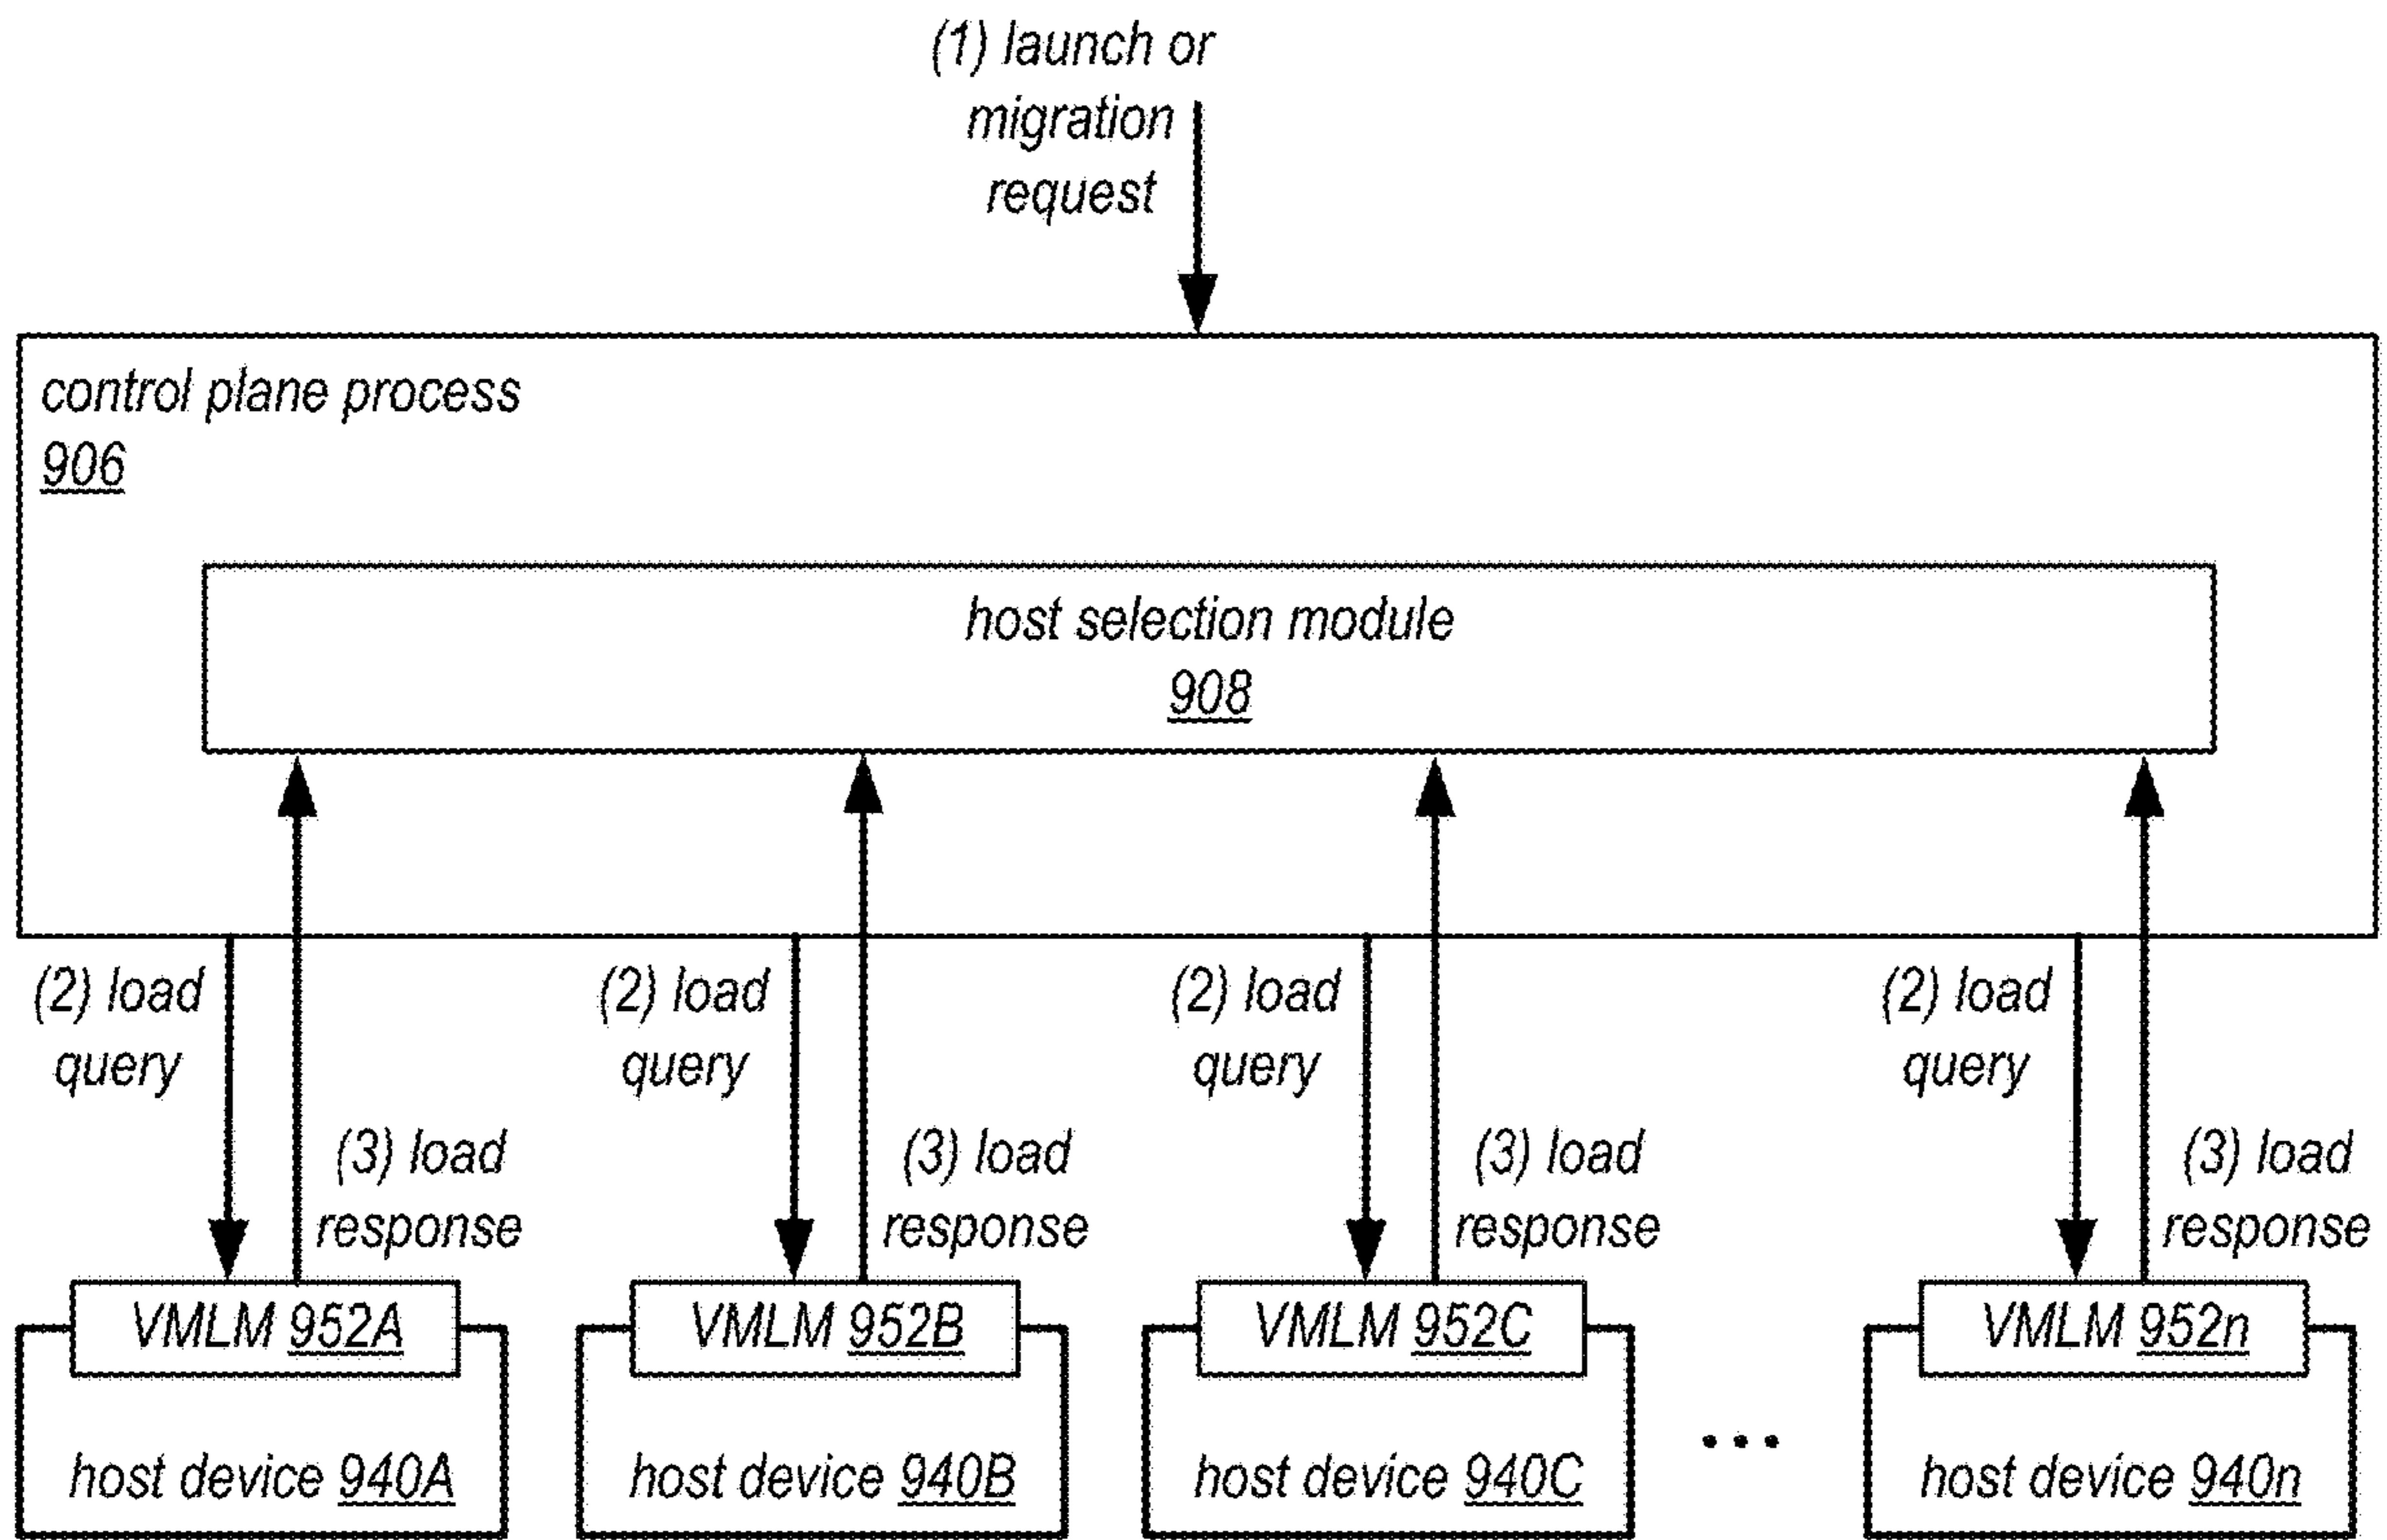 (1) launch or
migration
request
control plane process
906
host selection module
908
(2) load
query
(3) load
response
(2) load
query
(3) load
response
(2) load
query
(3) load
response
(2) load
query
(3) load
response
VMLM 952A
host device 940A
VMLM 952B
host device 940B
VMLM 952C
host device 940C
...
VMLM 952n
host device 940n